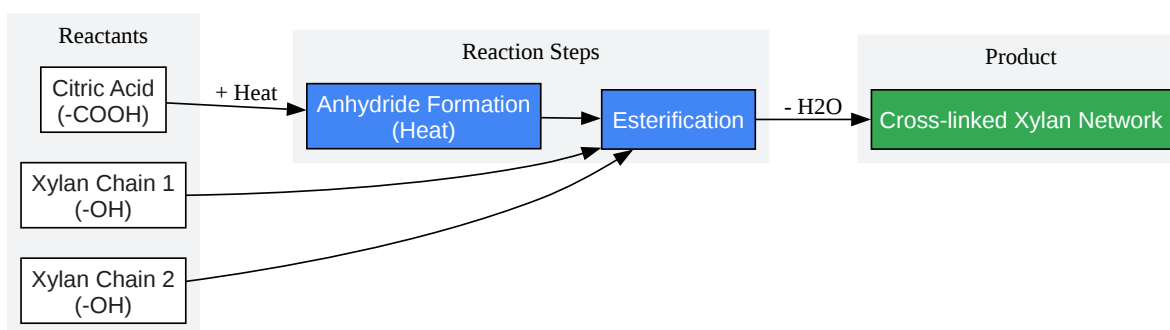 Reactants
Citric Acid
(-COOH)
+ Heat
Xylan Chain 1
(-OH)
Xylan Chain 2
(-OH)
Reaction Steps
Anhydride Formation
(Heat)
Esterification
- H2O
Product
Cross-linked Xylan Network